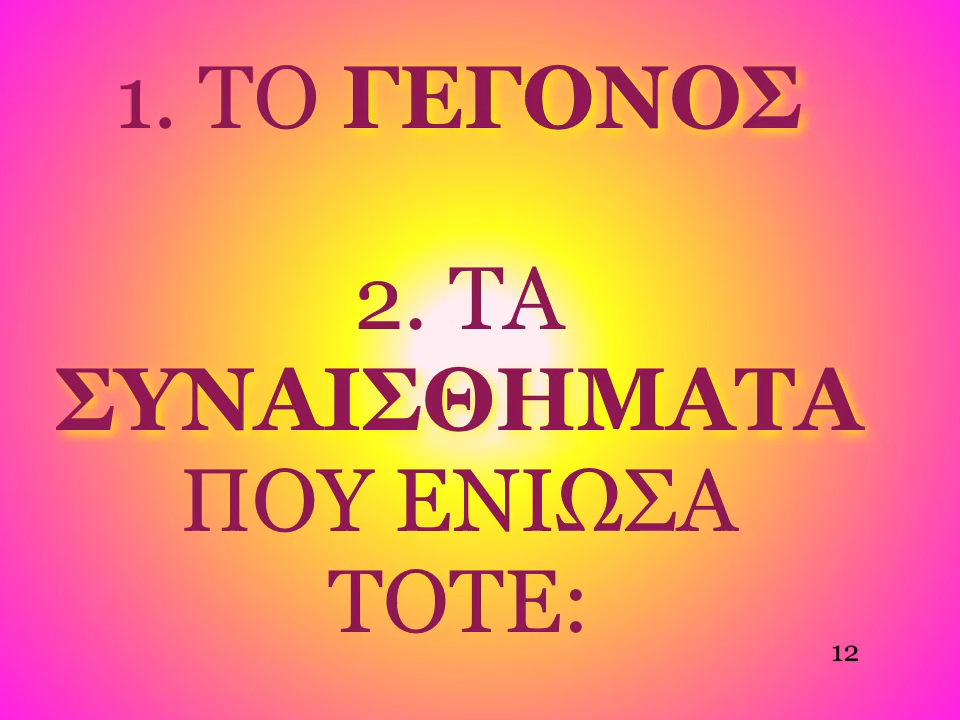 1. ΤΟ ΓΕΓΟΝΟΣ
2. ΤΑ
ΣΥΝΑΙΣΘΗΜΑΤΑ
ΠΟΥ ΕΝΙΩΣΑ
ΤΟΤΕ:
12